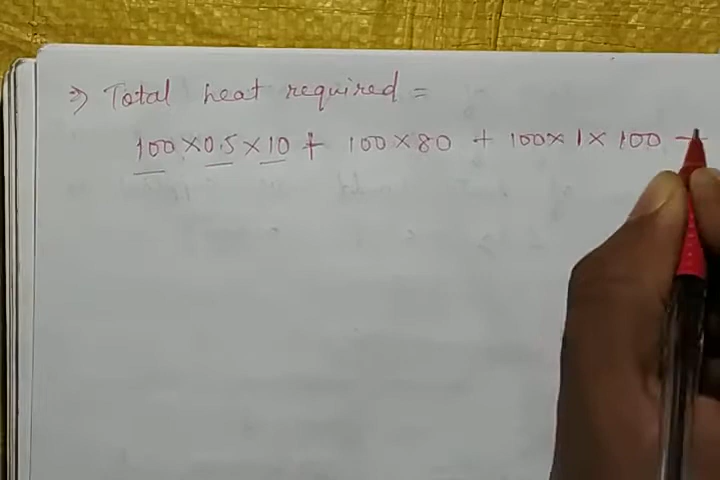 ⇒ Total heat required =
100 × 0.5 × 10 + 100 × 80 + 100 × 1 × 100 +